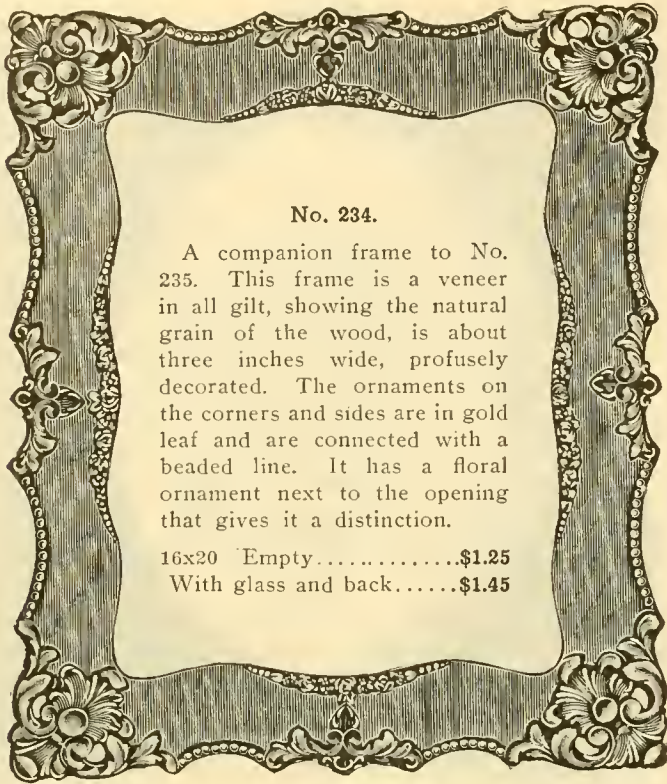 No. 234.
A companion frame to No.
235. This frame is a veneer
in all gilt, showing the natural
grain of the wood, is about
three inches wide, profusely
decorated. The ornaments on
the corners and sides are in gold
leaf and are connected with a
beaded line. It has a floral
ornament next to the opening
that gives it a distinction.
16x20 Empty...............$1.25
With glass and back......$1.45